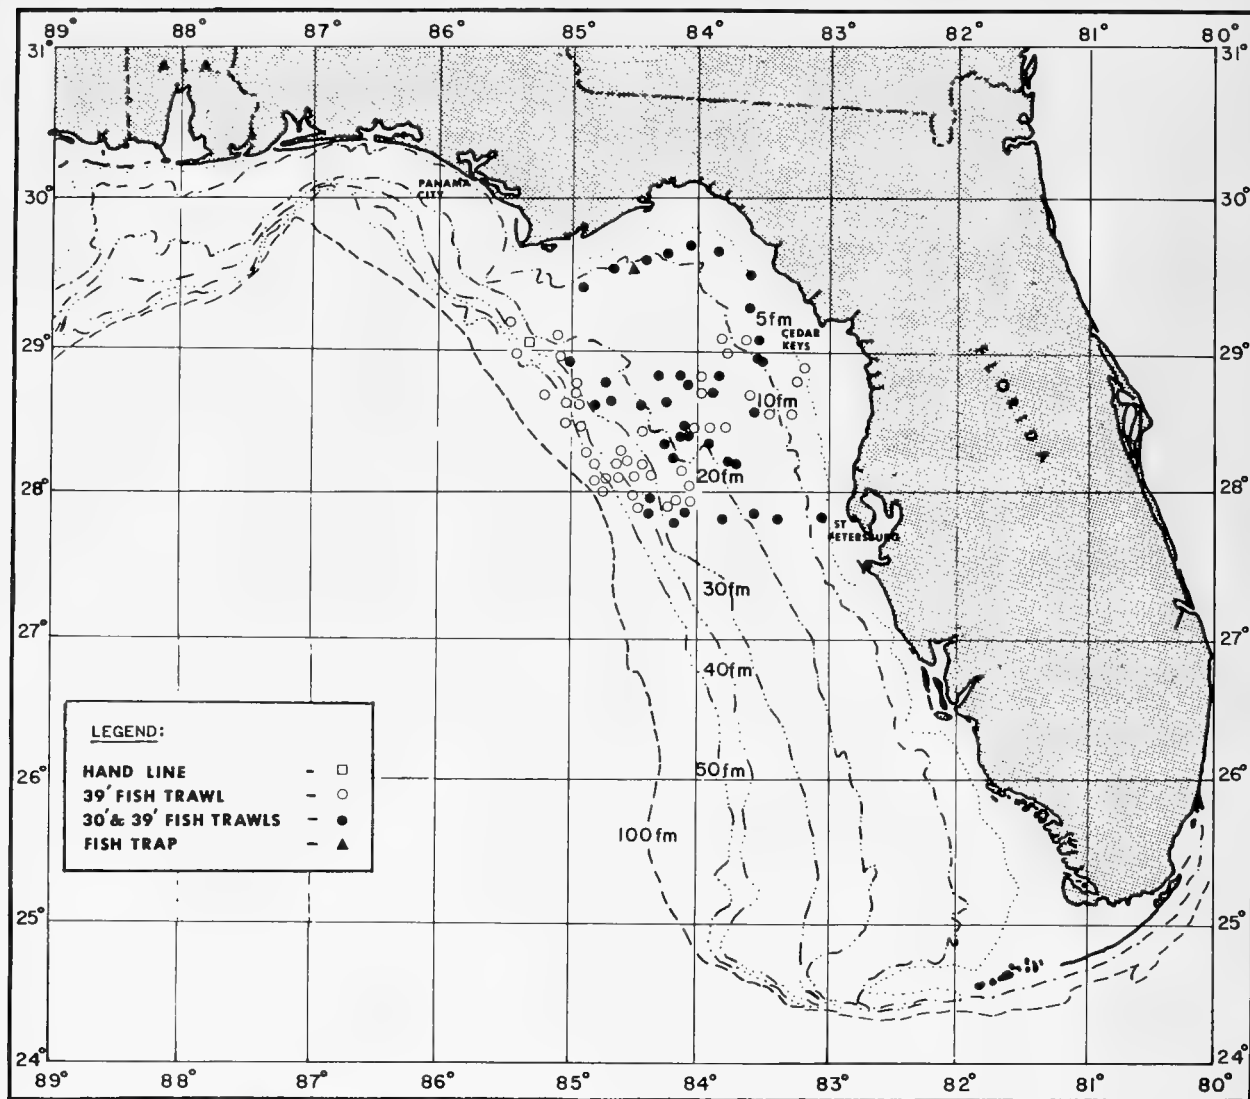 89° 88° 87° 86° 85° 84° 83° 82° 81° 80°
31° 31°
30° 30°
PANAMA
CITY
29° 29°
5fm
CEDAR
KEYS
FLORIDA
10fm
20fm
28° 28°
ST
PETERSBURG
30fm
27° 27°
40fm
LEGEND:
HAND LINE - □
39' FISH TRAWL - ○
30' & 39' FISH TRAWLS - ●
FISH TRAP - ▲
50fm
26° 26°
100fm
25° 25°
24° 24°
89° 88° 87° 86° 85° 84° 83° 82° 81° 80°